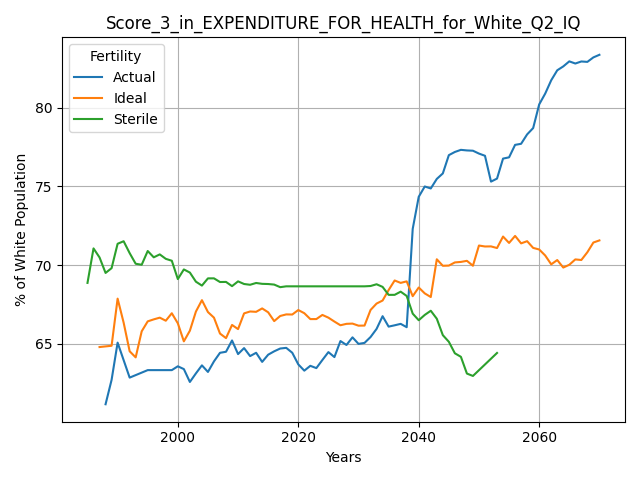 Score_3_in_EXPENDITURE_FOR_HEALTH_for_White_Q2_IQ
Fertility
Actual
Ideal
Sterile
% of White Population
80
75
70
65
2000
2020
2040
2060
Years